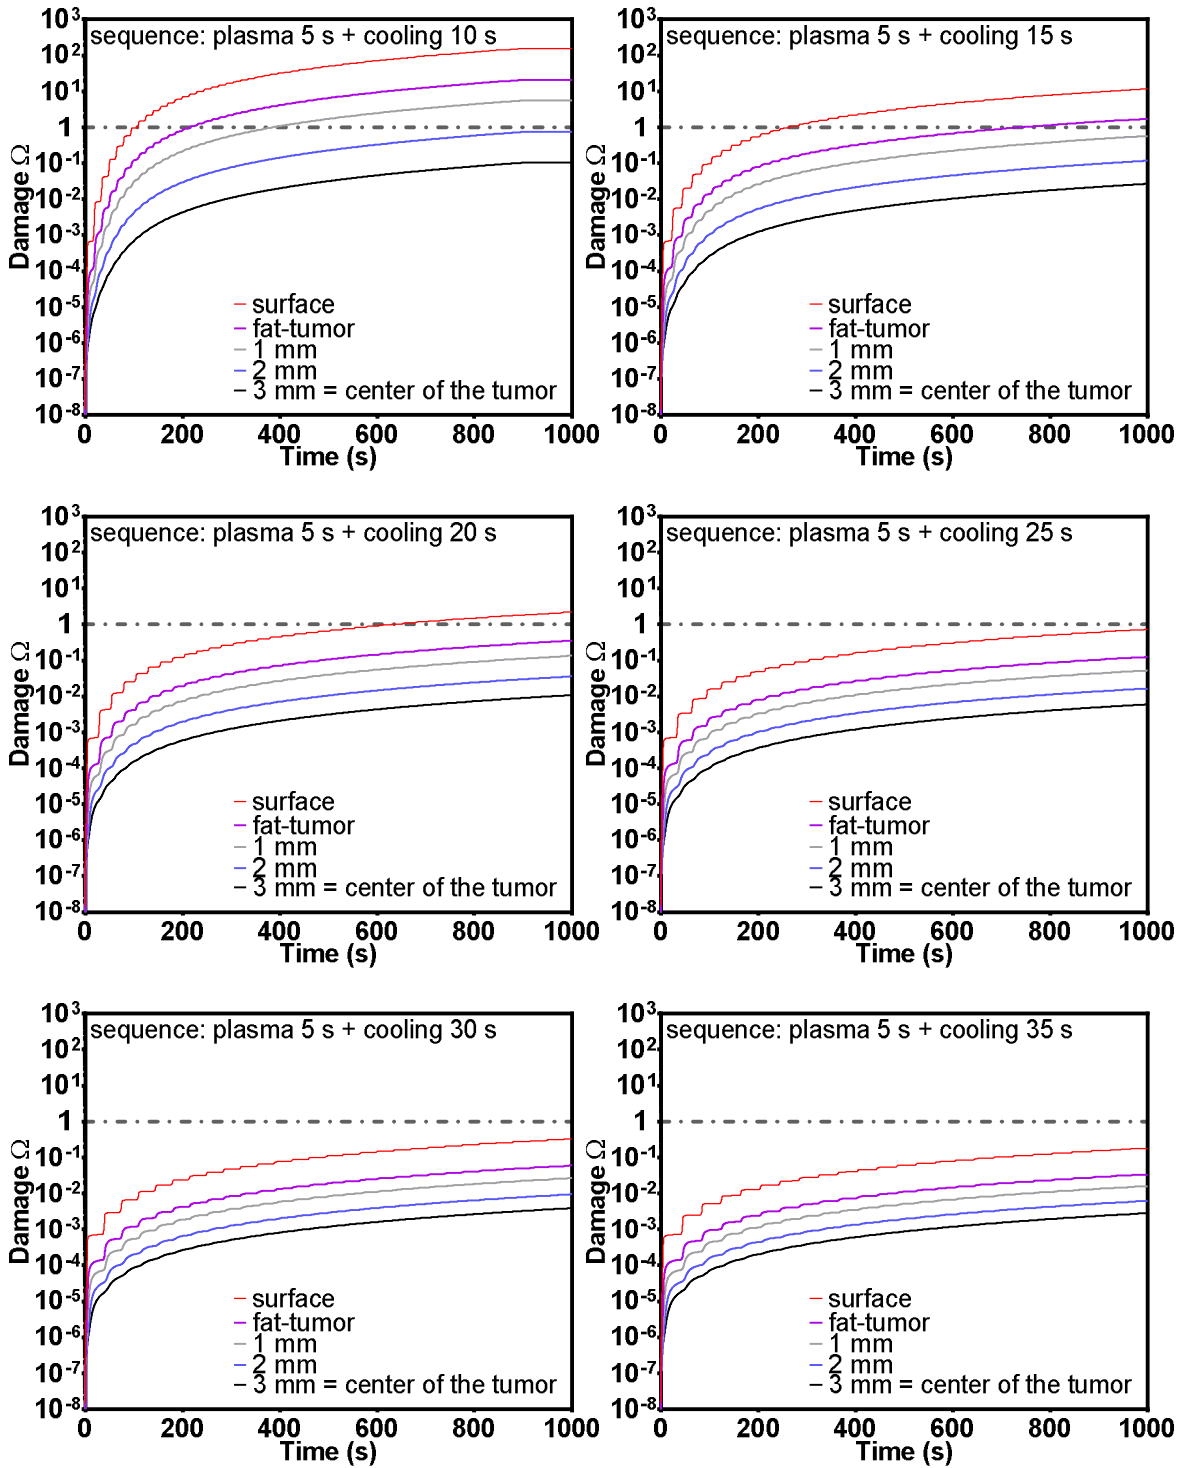 sequence: plasma 5 s + cooling 10 s
10³
10²
10¹
1
10⁻¹
10⁻²
10⁻³
10⁻⁴
10⁻⁵
10⁻⁶
10⁻⁷
10⁻⁸
Damage Ω
surface
fat-tumor
1 mm
2 mm
3 mm = center of the tumor
0 200 400 600 800 1000
Time (s)
sequence: plasma 5 s + cooling 15 s
10³
10²
10¹
1
10⁻¹
10⁻²
10⁻³
10⁻⁴
10⁻⁵
10⁻⁶
10⁻⁷
10⁻⁸
Damage Ω
surface
fat-tumor
1 mm
2 mm
3 mm = center of the tumor
0 200 400 600 800 1000
Time (s)
sequence: plasma 5 s + cooling 20 s
10³
10²
10¹
1
10⁻¹
10⁻²
10⁻³
10⁻⁴
10⁻⁵
10⁻⁶
10⁻⁷
10⁻⁸
Damage Ω
surface
fat-tumor
1 mm
2 mm
3 mm = center of the tumor
0 200 400 600 800 1000
Time (s)
sequence: plasma 5 s + cooling 25 s
10³
10²
10¹
1
10⁻¹
10⁻²
10⁻³
10⁻⁴
10⁻⁵
10⁻⁶
10⁻⁷
10⁻⁸
Damage Ω
surface
fat-tumor
1 mm
2 mm
3 mm = center of the tumor
0 200 400 600 800 1000
Time (s)
sequence: plasma 5 s + cooling 30 s
10³
10²
10¹
1
10⁻¹
10⁻²
10⁻³
10⁻⁴
10⁻⁵
10⁻⁶
10⁻⁷
10⁻⁸
Damage Ω
surface
fat-tumor
1 mm
2 mm
3 mm = center of the tumor
0 200 400 600 800 1000
Time (s)
sequence: plasma 5 s + cooling 35 s
10³
10²
10¹
1
10⁻¹
10⁻²
10⁻³
10⁻⁴
10⁻⁵
10⁻⁶
10⁻⁷
10⁻⁸
Damage Ω
surface
fat-tumor
1 mm
2 mm
3 mm = center of the tumor
0 200 400 600 800 1000
Time (s)